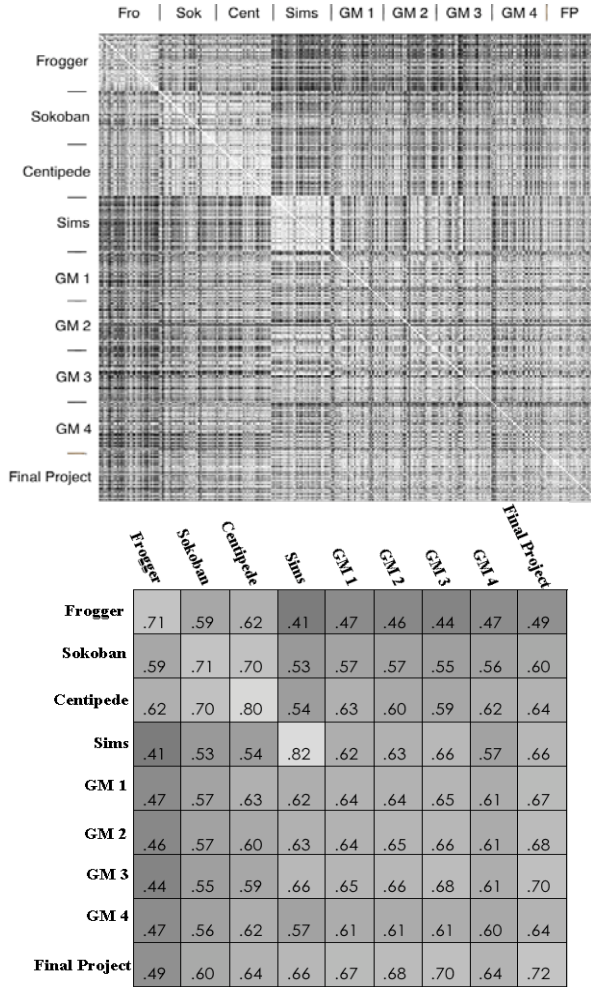 Fro | Sok | Cent | Sims | GM 1 | GM 2 | GM 3 | GM 4 | FP
Frogger
Sokoban
Centipede
Sims
GM 1
GM 2
GM 3
GM 4
Final Project
Frogger Sokoban Centipede Sims GM 1 GM 2 GM 3 GM 4 Final Project
Frogger .71 .59 .62 .41 .47 .46 .44 .47 .49
Sokoban .59 .71 .70 .53 .57 .57 .55 .56 .60
Centipede .62 .70 .80 .54 .63 .60 .59 .62 .64
Sims .41 .53 .54 .82 .62 .63 .66 .57 .66
GM 1 .47 .57 .63 .62 .64 .64 .65 .61 .67
GM 2 .46 .57 .60 .63 .64 .65 .66 .61 .68
GM 3 .44 .55 .59 .66 .65 .66 .68 .61 .70
GM 4 .47 .56 .62 .57 .61 .61 .61 .60 .64
Final Project .49 .60 .64 .66 .67 .68 .70 .64 .72